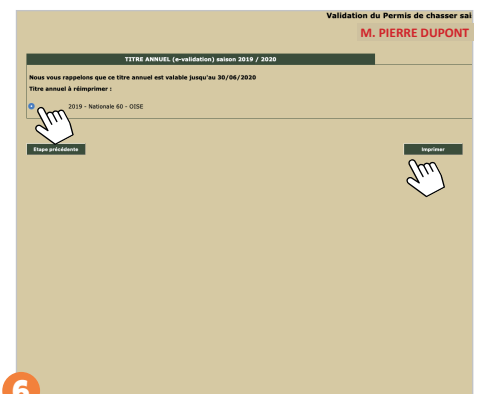 Validation du Permis de chasser sai
M. PIERRE DUPONT
TITRE ANNUEL (e-validation) saison 2019 / 2020
Nous vous rappelons que ce titre annuel est valable jusqu'au 30/06/2020
Titre annuel à réimprimer :
2019 - Nationale 60 - OISE
Etape précédente
Imprimer
6